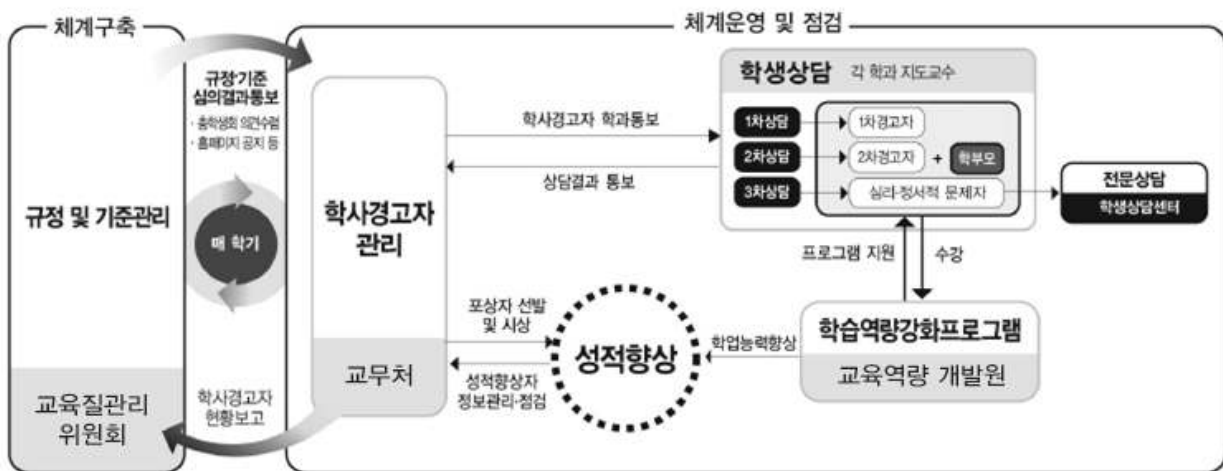 체계구축
체계운영 및 점검
규정 및 기준관리
교육질관리
위원회
규정·기준
심의결과통보
· 총학생회 의견수렴
· 홈페이지 공지 등
매 학기
학사경고자
현황보고
학사경고자
관리
교무처
학사경고자 학과통보
상담결과 통보
학생상담 각 학과 지도교수
1차상담 1차경고자
2차상담 2차경고자 + 학부모
3차상담 심리·정서적 문제자
전문상담
학생상담센터
프로그램 지원 수강
포상자 선발
및 시상
성적향상
성적향상자
정보관리·점검
학업능력향상
학습역량강화프로그램
교육역량 개발원